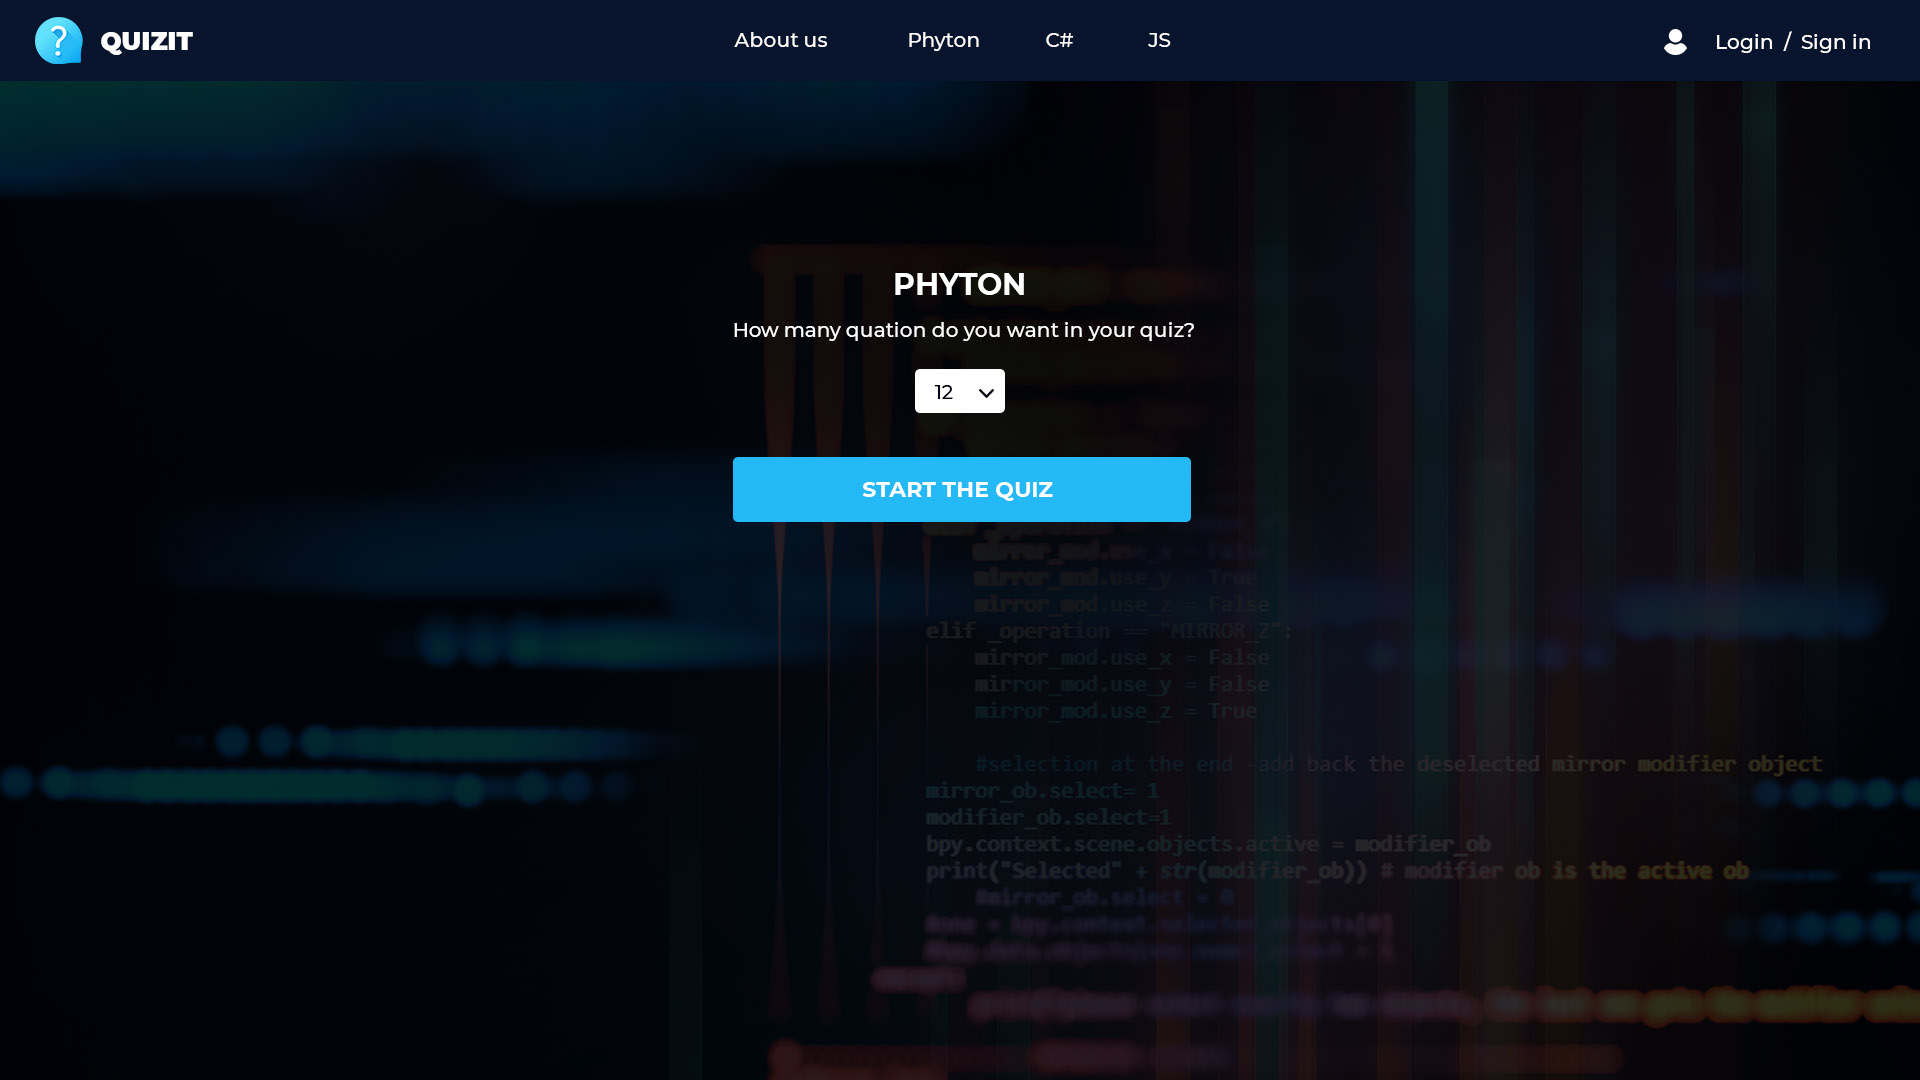 QUIZIT
About us
Phyton
C#
JS
Login / Sign in
PHYTON
How many quation do you want in your quiz?
12
START THE QUIZ
mirror_mod.use_x = False
mirror_mod.use_y = True
mirror_mod.use_z = False
elif _operation == "MIRROR_Z":
mirror_mod.use_x = False
mirror_mod.use_y = False
mirror_mod.use_z = True
#selection at the end -add back the deselected mirror modifier object
mirror_ob.select= 1
modifier_ob.select=1
bpy.context.scene.objects.active = modifier_ob
print("Selected" + str(modifier_ob)) # modifier ob is the active ob
#mirror_ob.select = 0